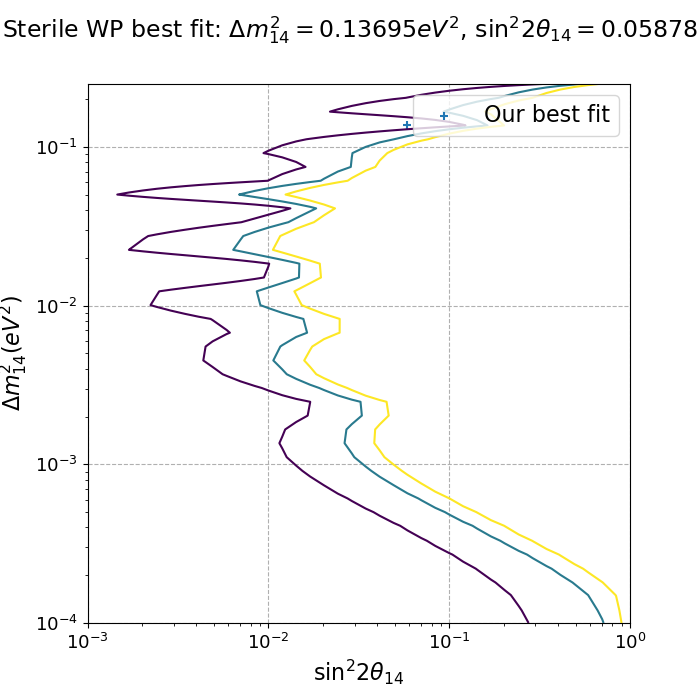 Sterile WP best fit: Δm²₁₄ = 0.13695eV², sin²2θ₁₄ = 0.05878
Our best fit
10⁻¹
10⁻²
10⁻³
10⁻⁴
Δm²₁₄(eV²)
10⁻³ 10⁻² 10⁻¹ 10⁰
sin²2θ₁₄